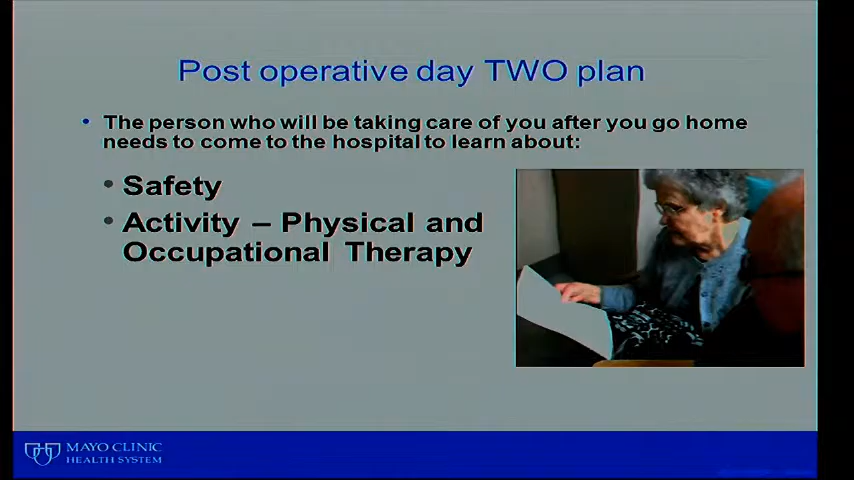 Post operative day TWO plan
• The person who will be taking care of you after you go home
needs to come to the hospital to learn about:
• Safety
• Activity – Physical and
Occupational Therapy
MAYO CLINIC
HEALTH SYSTEM